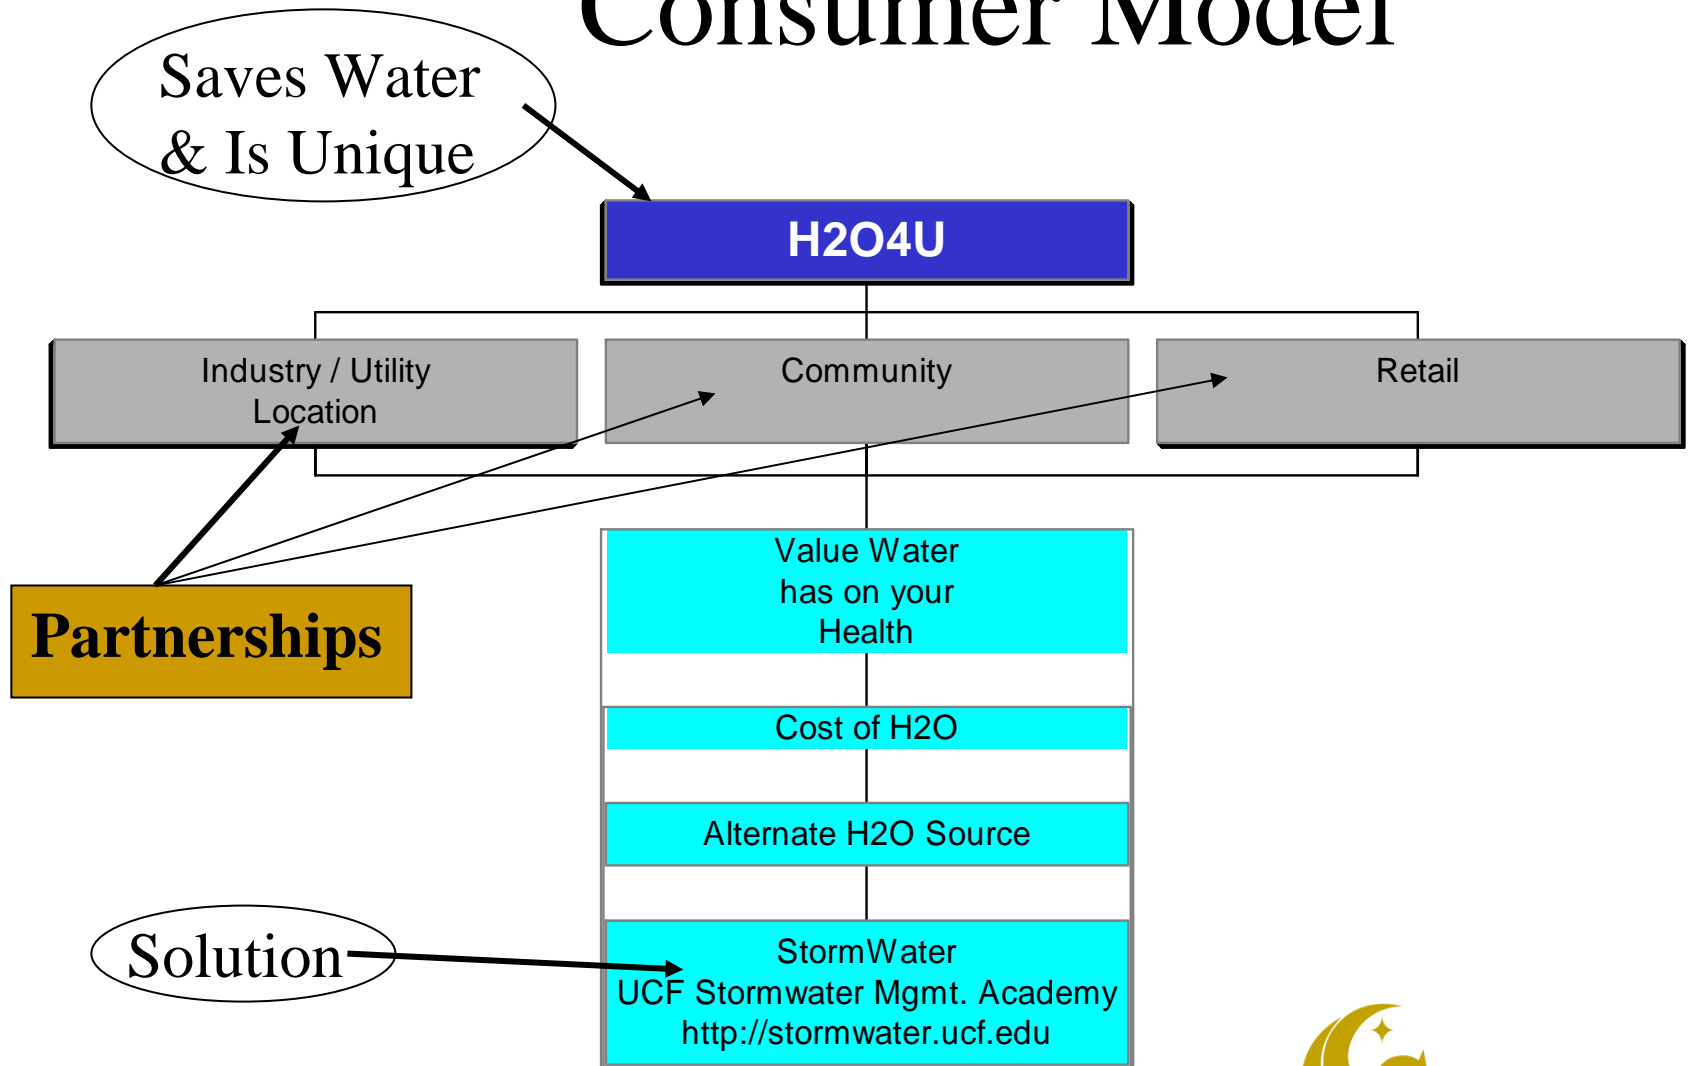 Consumer Model
Saves Water
& Is Unique
H2O4U
Industry / Utility
Location
Community
Retail
Value Water
has on your
Health
Partnerships
Cost of H2O
Alternate H2O Source
Solution
StormWater
UCF Stormwater Mgmt. Academy
http://stormwater.ucf.edu